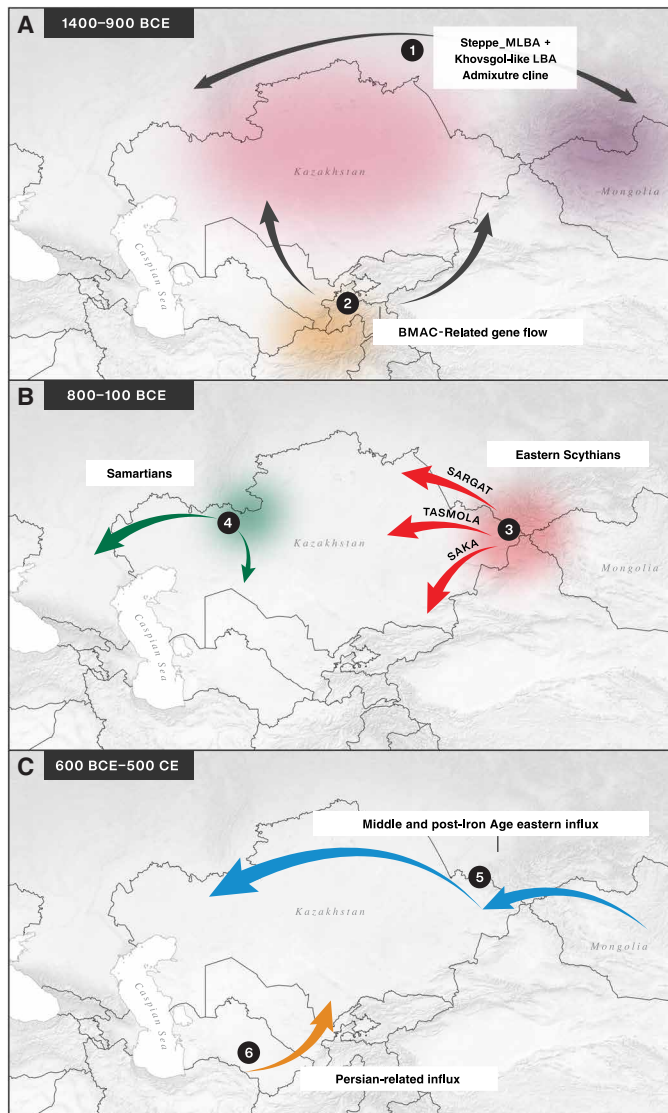 A
1400–900 BCE
1
Steppe_MLBA +
Khovsgol-like LBA
Admixutre cline
Kazakhstan
Mongolia
Caspian Sea
2
BMAC-Related gene flow
B
800–100 BCE
Samartians
Eastern Scythians
SARGAT
4
TASMOLA
3
Kazakhstan
SAKA
Mongolia
Caspian Sea
C
600 BCE–500 CE
Middle and post-Iron Age eastern influx
5
Kazakhstan
Mongolia
Caspian Sea
6
Persian-related influx